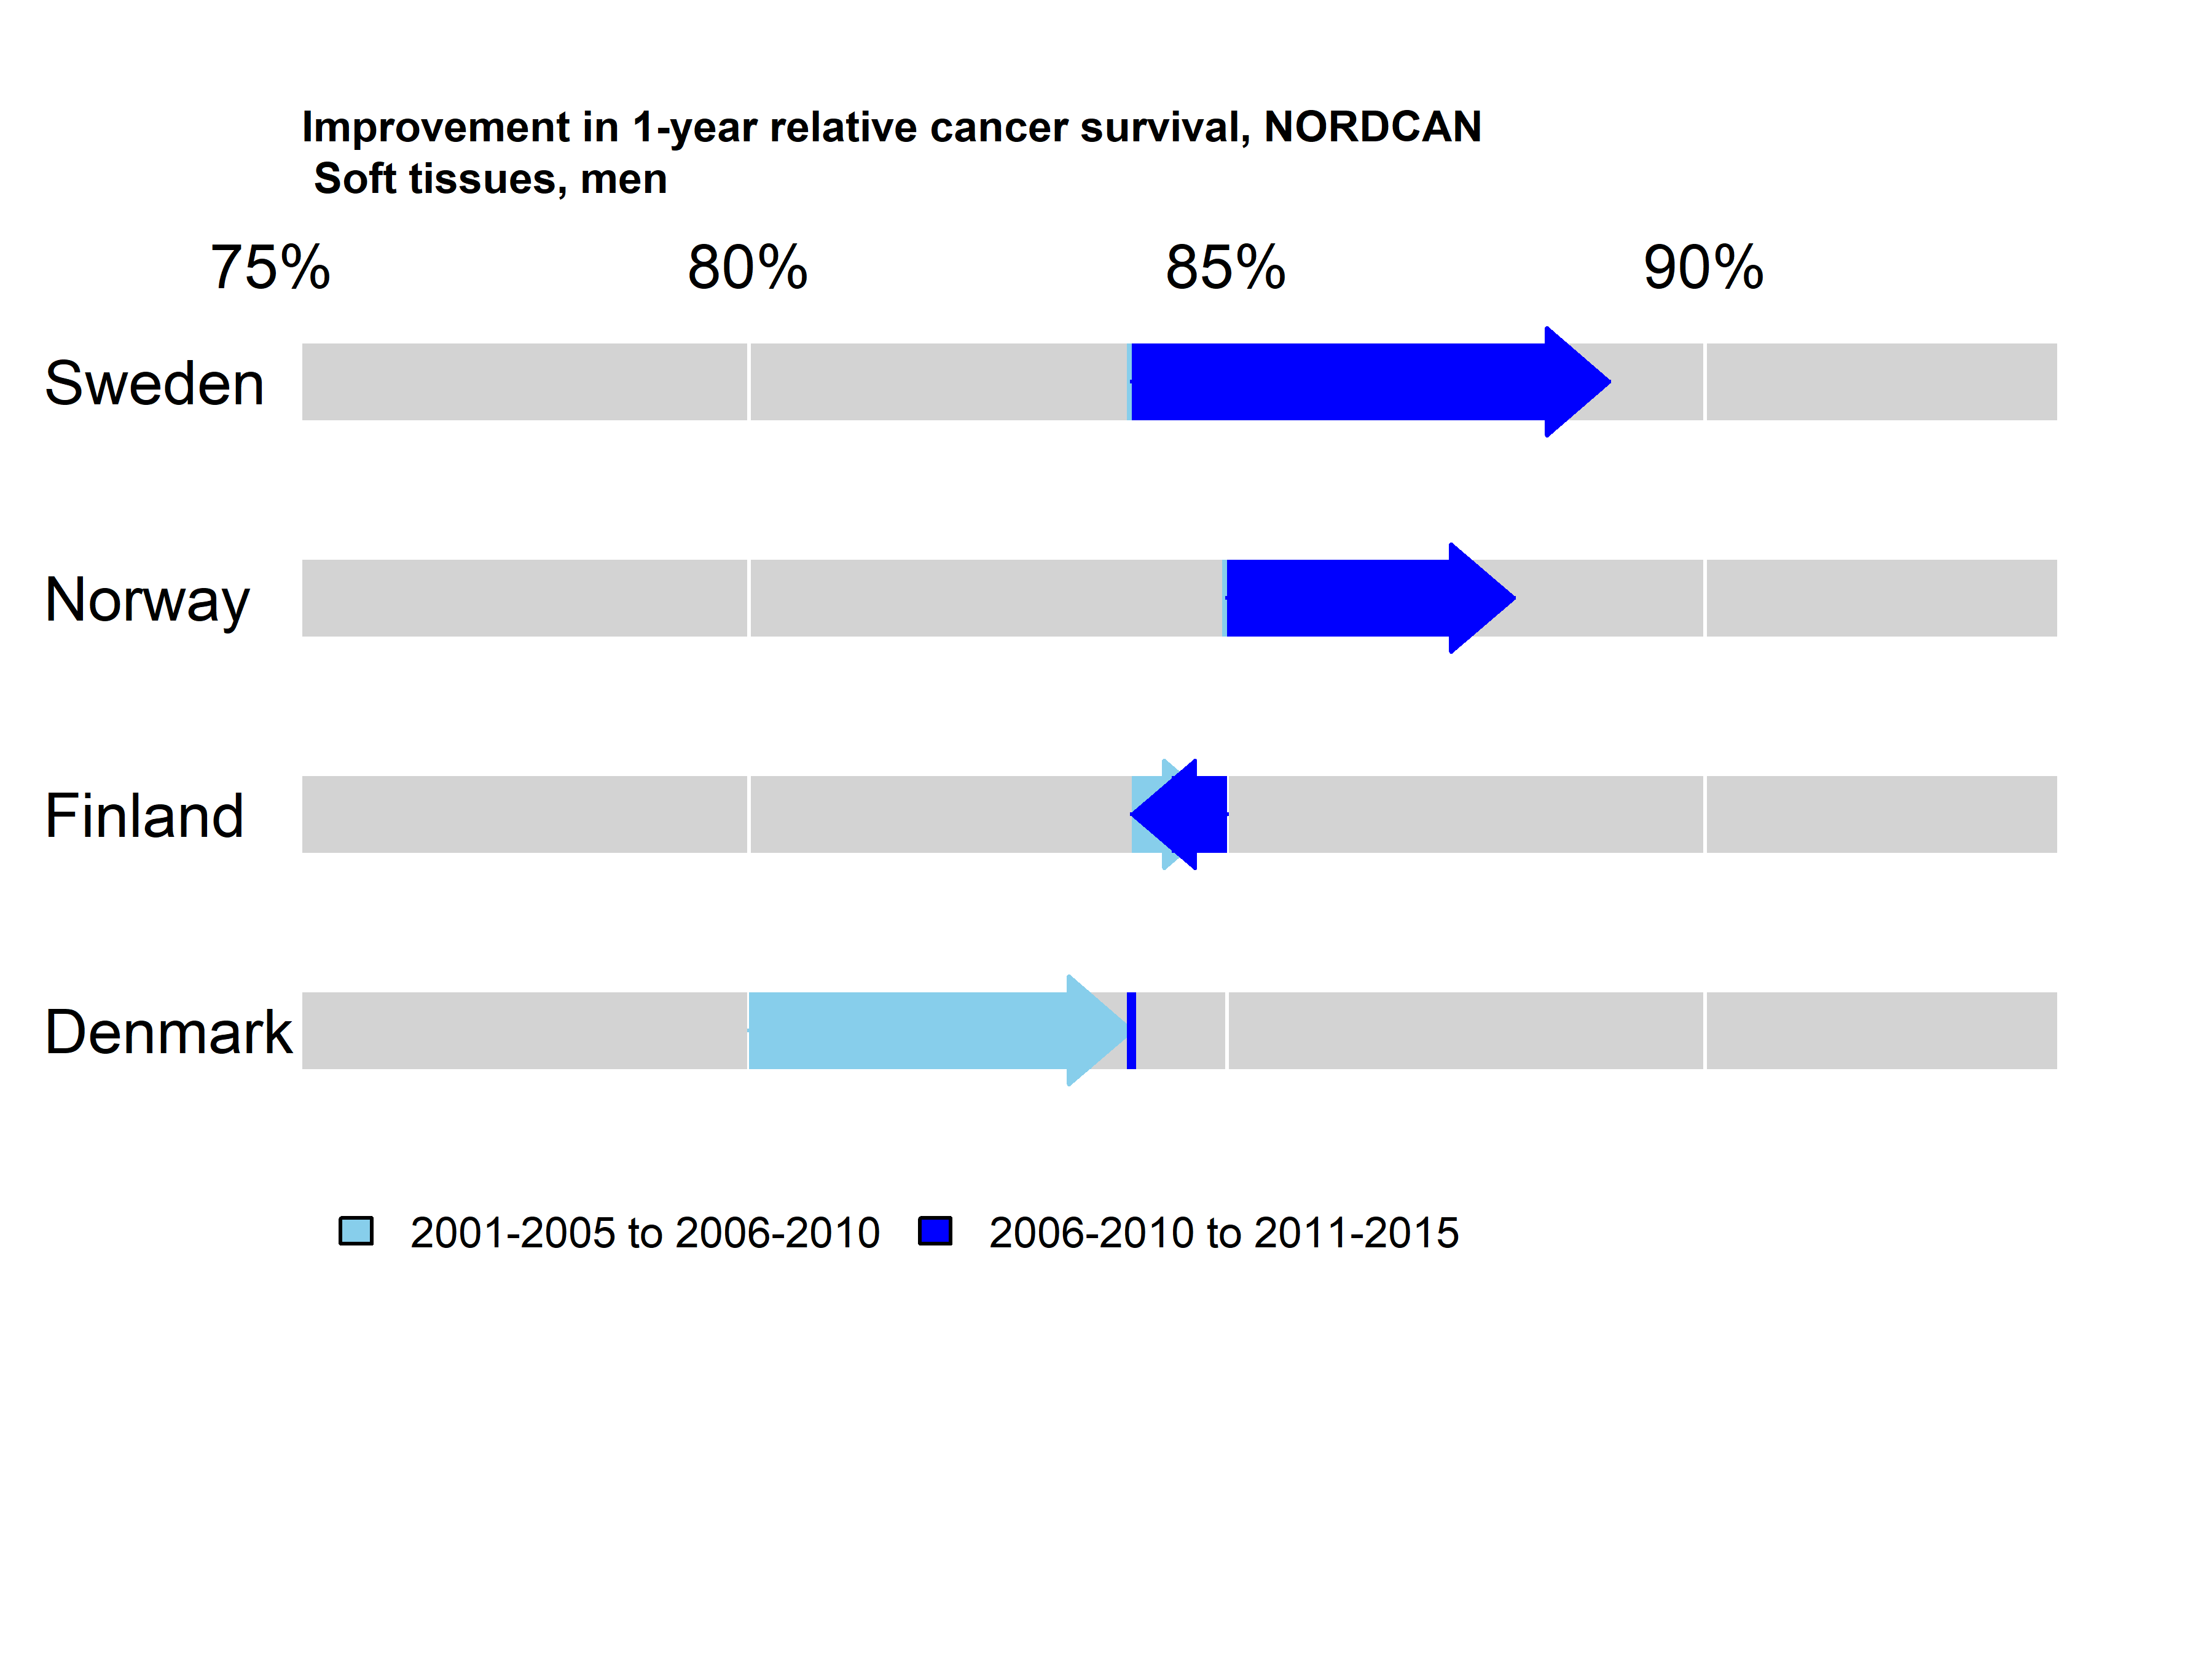 Improvement in 1-year relative cancer survival, NORDCAN
Soft tissues, men
75% 80% 85% 90%
Sweden
Norway
Finland
Denmark
2001-2005 to 2006-2010 2006-2010 to 2011-2015